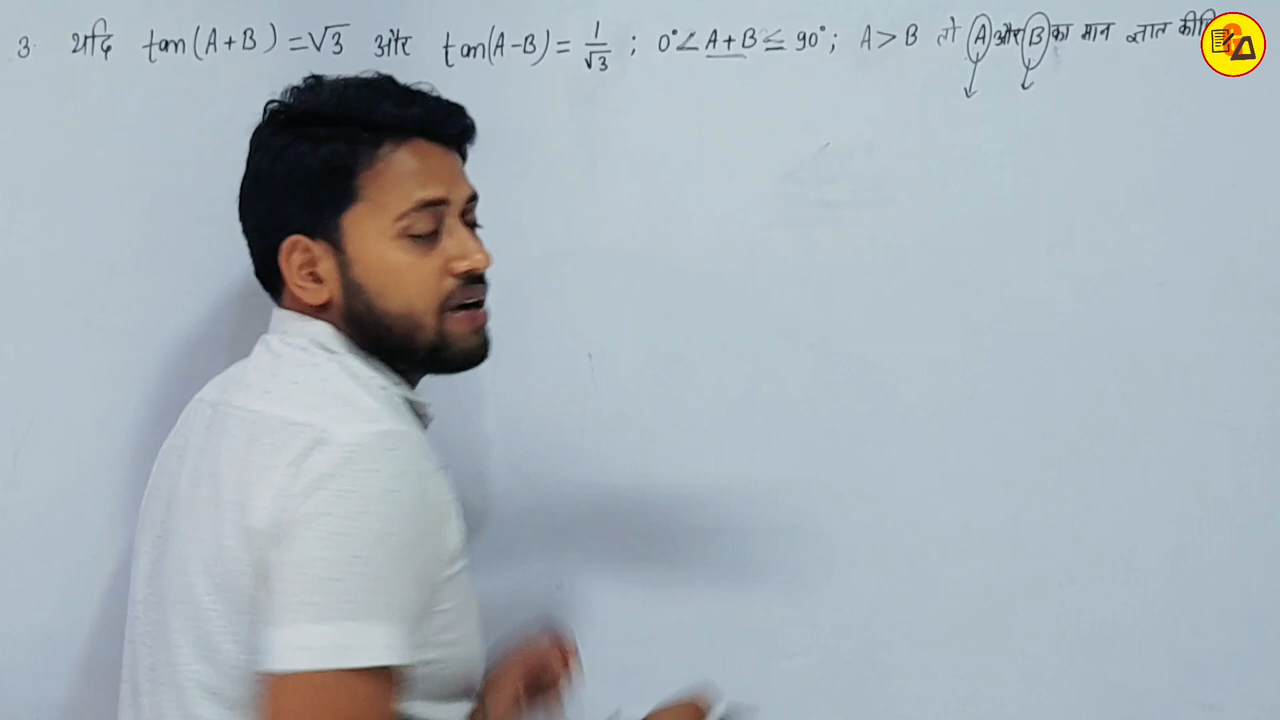 3. यदि tan(A+B) = √3 और tan(A-B) = 1/√3 ; 0°∠A+B ≤ 90° ; A > B तो A और B का मान ज्ञात